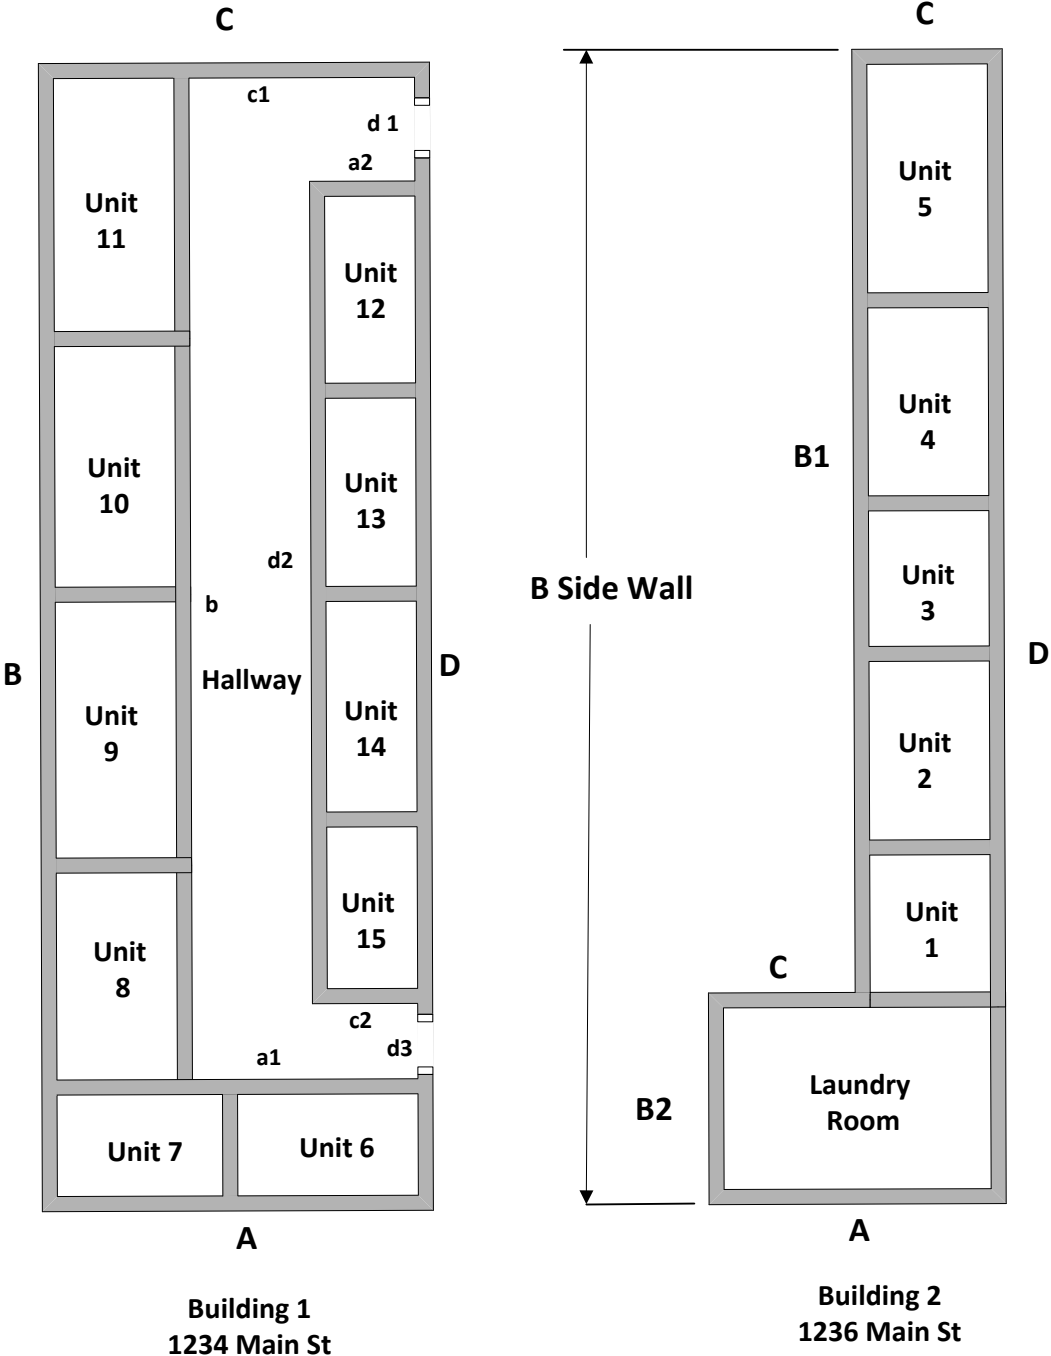 C
c1
d 1
a2
Unit
11
Unit
12
Unit
10
Unit
13
d2
b
B
Hallway
D
Unit
9
Unit
14
Unit
15
Unit
8
c2
d3
a1
Unit 7
Unit 6
A
Building 1
1234 Main St
C
Unit
5
Unit
4
B1
B Side Wall
Unit
3
D
Unit
2
Unit
1
C
Laundry
Room
B2
A
Building 2
1236 Main St